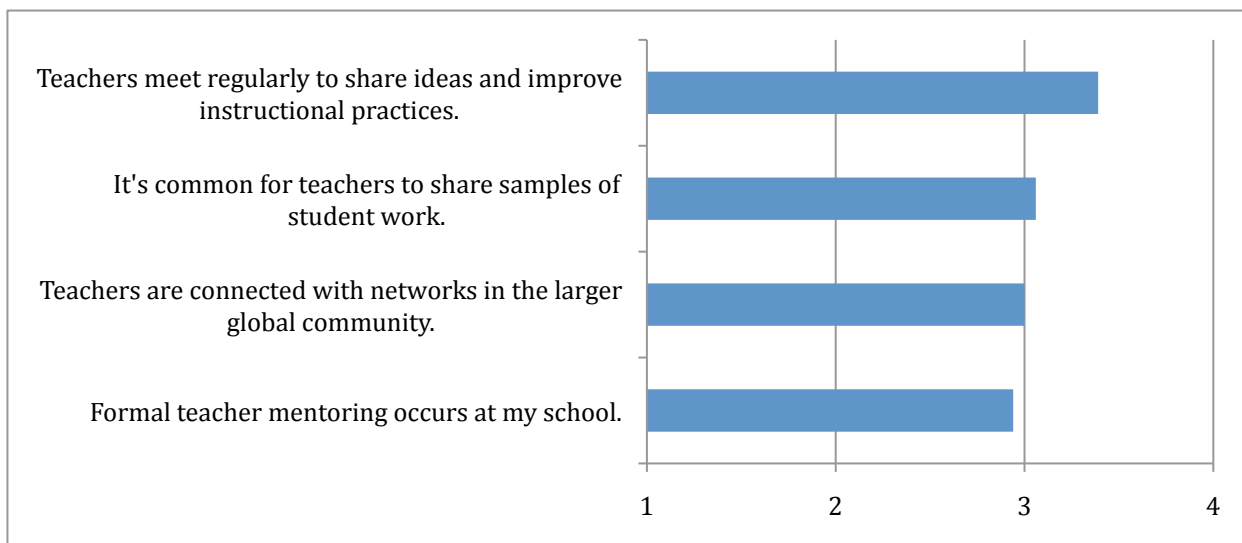 Teachers meet regularly to share ideas and improve
instructional practices.
It's common for teachers to share samples of
student work.
Teachers are connected with networks in the larger
global community.
Formal teacher mentoring occurs at my school.
1 2 3 4